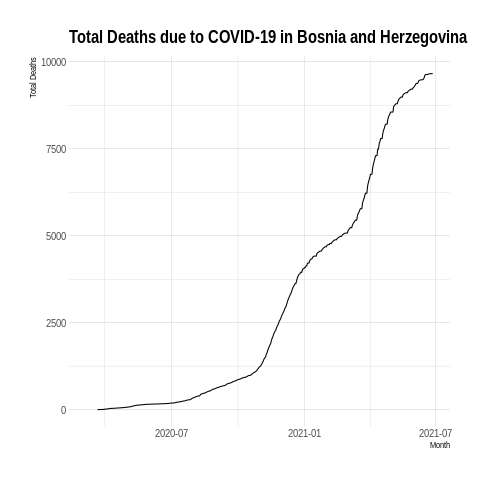 Total Deaths due to COVID-19 in Bosnia and Herzegovina
Total Deaths
10000
7500
5000
2500
0
2020-07
2021-01
2021-07
Month